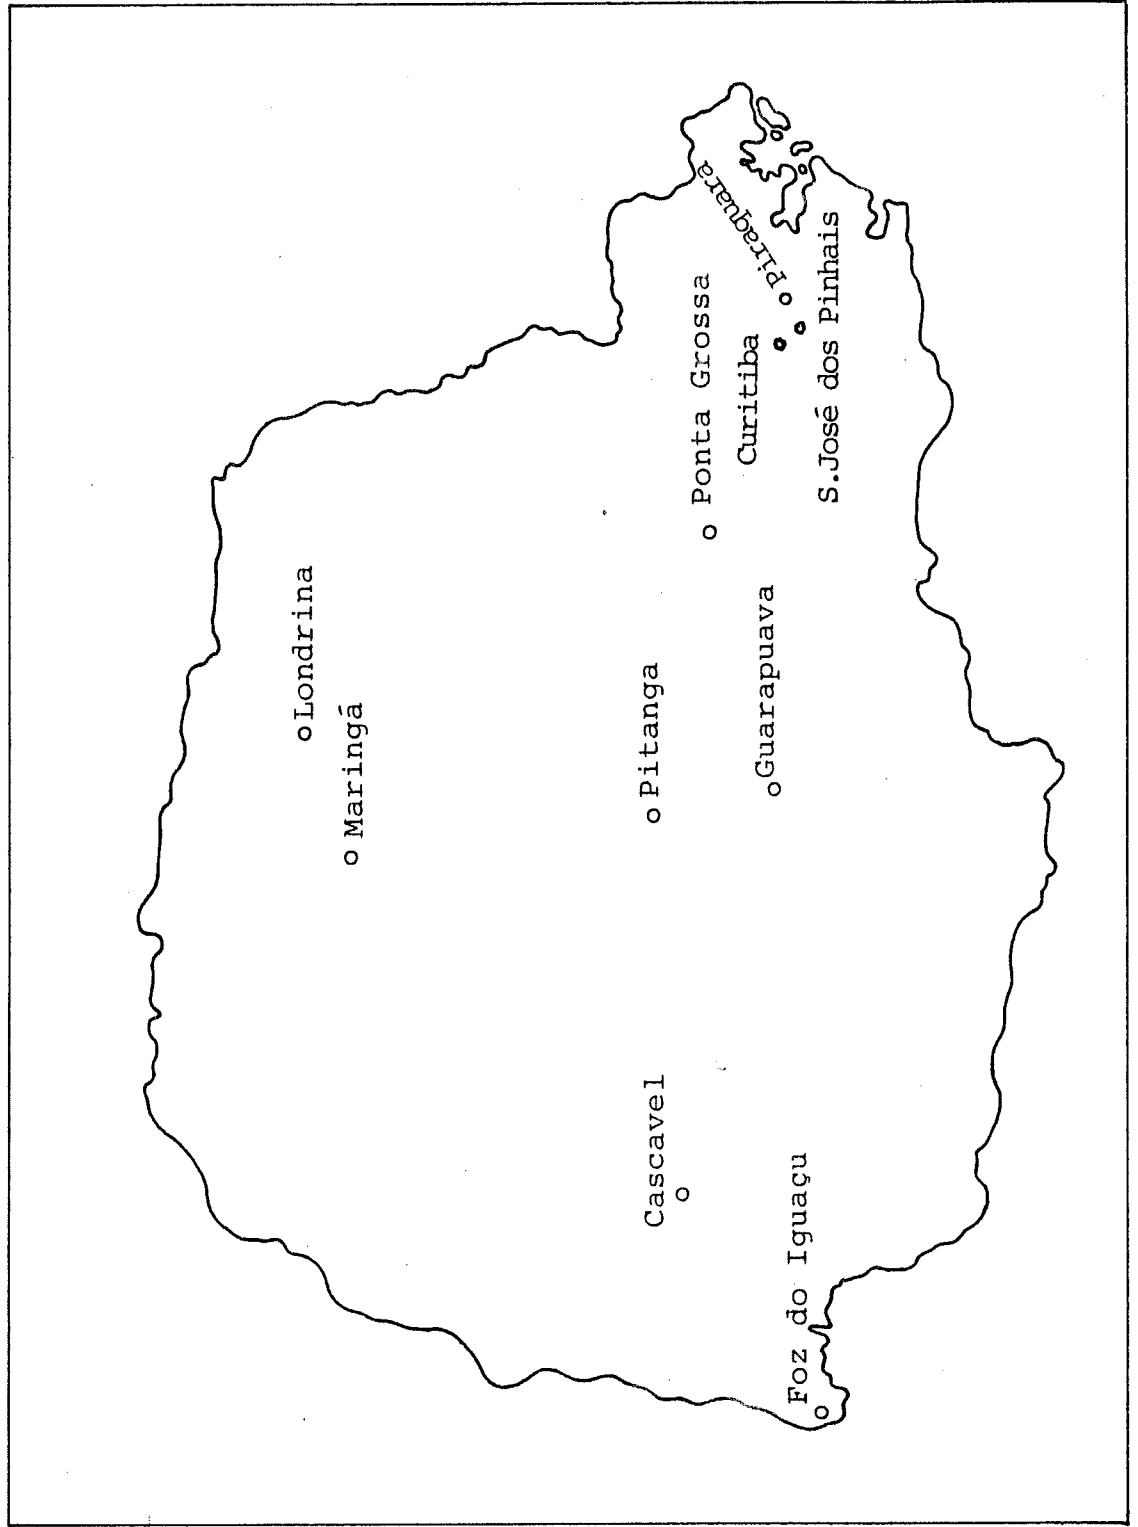 Londrina
Maringá
Pitanga
Cascavel
Ponta Grossa
Piraquara
Curitiba
Guarapuava
S.José dos Pinhais
Foz do Iguaçu